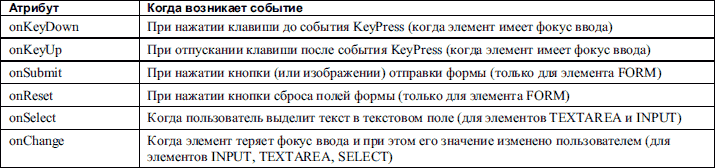 Атрибут Когда возникает событие
onKeyDown При нажатии клавиши до события KeyPress (когда элемент имеет фокус ввода)
onKeyUp При отпускании клавиши после события KeyPress (когда элемент имеет фокус ввода)
onSubmit При нажатии кнопки (или изображении) отправки формы (только для элемента FORM)
onReset При нажатии кнопки сброса полей формы (только для элемента FORM)
onSelect Когда пользователь выделит текст в текстовом поле (для элементов TEXTAREA и INPUT)
onChange Когда элемент теряет фокус ввода и при этом его значение изменено пользователем (для
элементов INPUT, TEXTAREA, SELECT)